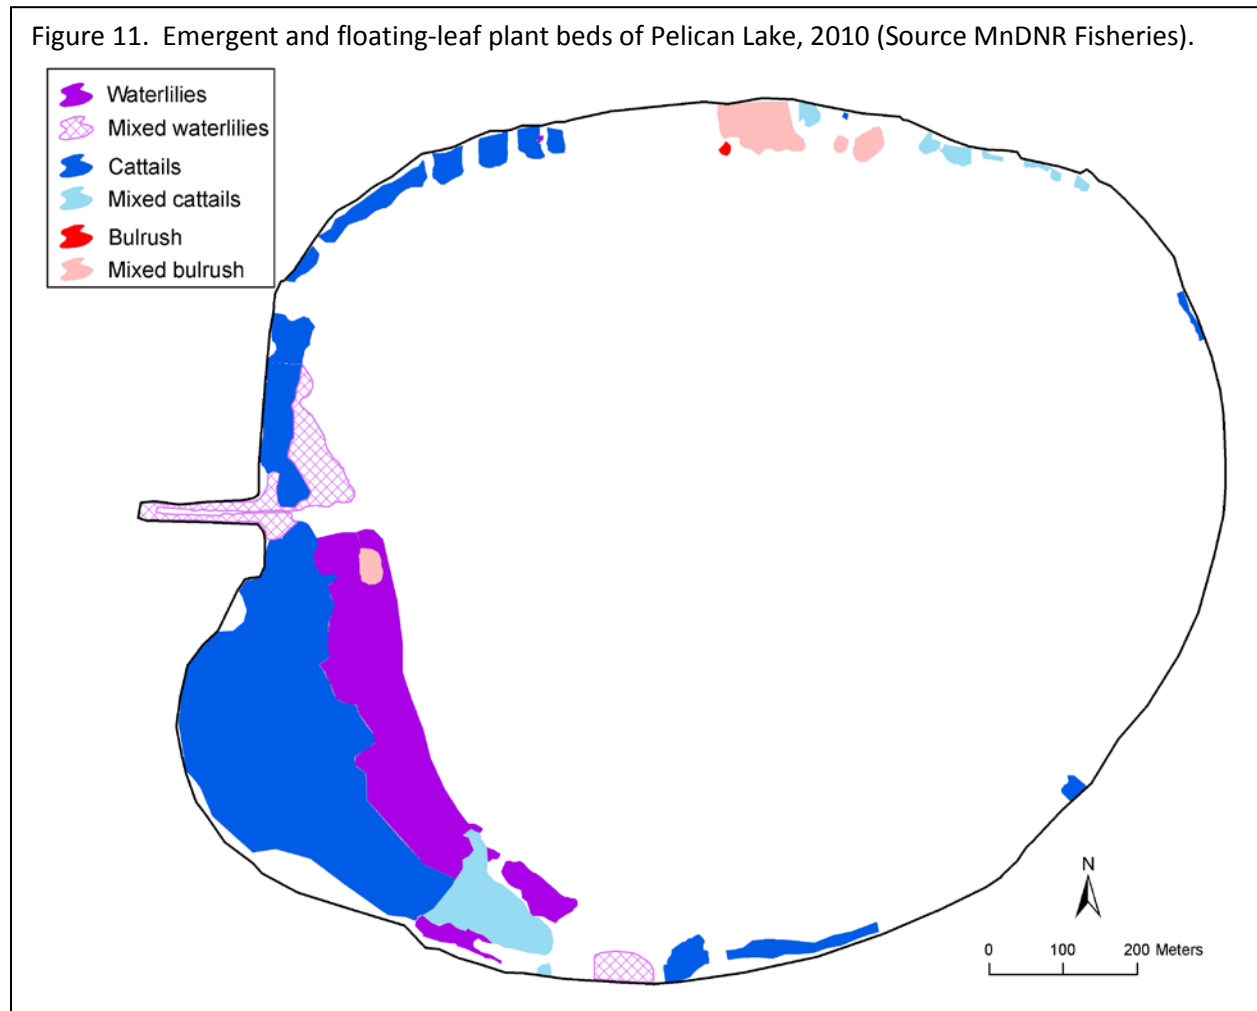 Figure 11.  Emergent and floating-leaf plant beds of Pelican Lake, 2010 (Source MnDNR Fisheries).
Waterlilies
Mixed waterlilies
Cattails
Mixed cattails
Bulrush
Mixed bulrush
N
0 100 200 Meters